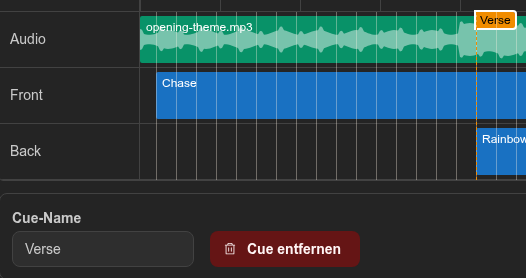 Verse
Audio
opening-theme.mp3
Front
Chase
Back
Rainbow
Cue-Name
Verse
Cue entfernen